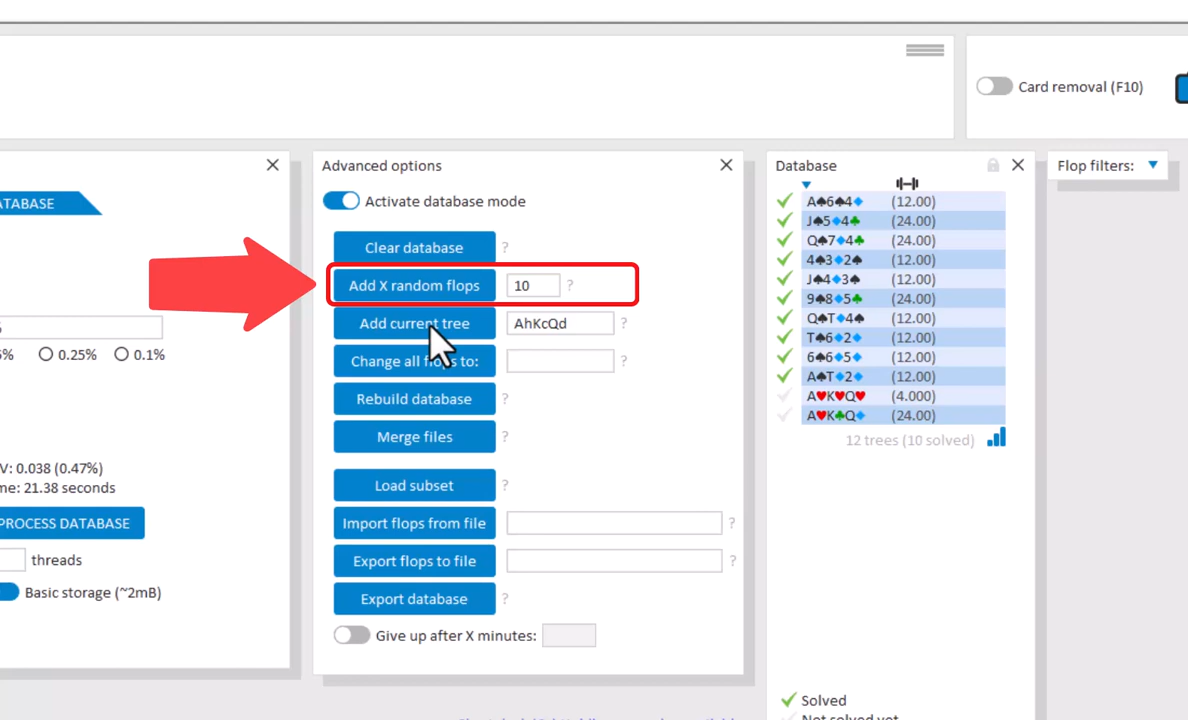 Card removal (F10)
ATABASE
0.25% 0.1%
V: 0.038 (0.47%)
me: 21.38 seconds
PROCESS DATABASE
threads
Basic storage (~2mB)
Advanced options
Activate database mode
Clear database ?
Add X random flops 10 ?
Add current tree AhKcQd ?
Change all flops to: ?
Rebuild database ?
Merge files ?
Load subset ?
Import flops from file ?
Export flops to file ?
Export database ?
Give up after X minutes:
Database
A♠6♠4♦ (12.00)
J♠5♦4♣ (24.00)
Q♠7♦4♣ (24.00)
4♠3♦2♠ (12.00)
J♠4♦3♠ (12.00)
9♠8♦5♣ (24.00)
Q♠T♦4♠ (12.00)
T♠6♦2♦ (12.00)
6♠6♦5♦ (12.00)
A♠T♦2♦ (12.00)
A♥K♥Q♥ (4.000)
A♥K♣Q♦ (24.00)
12 trees (10 solved)
Solved
Not solved yet
Flop filters: